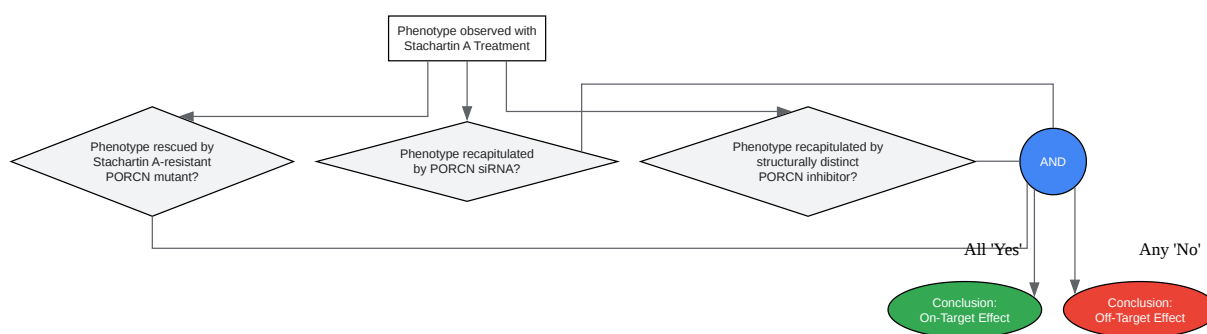 Phenotype observed with
Stachartin A Treatment
Phenotype rescued by
Stachartin A-resistant
PORCN mutant?
Phenotype recapitulated
by PORCN siRNA?
Phenotype recapitulated by
structurally distinct
PORCN inhibitor?
AND
All 'Yes'
Any 'No'
Conclusion:
On-Target Effect
Conclusion:
Off-Target Effect